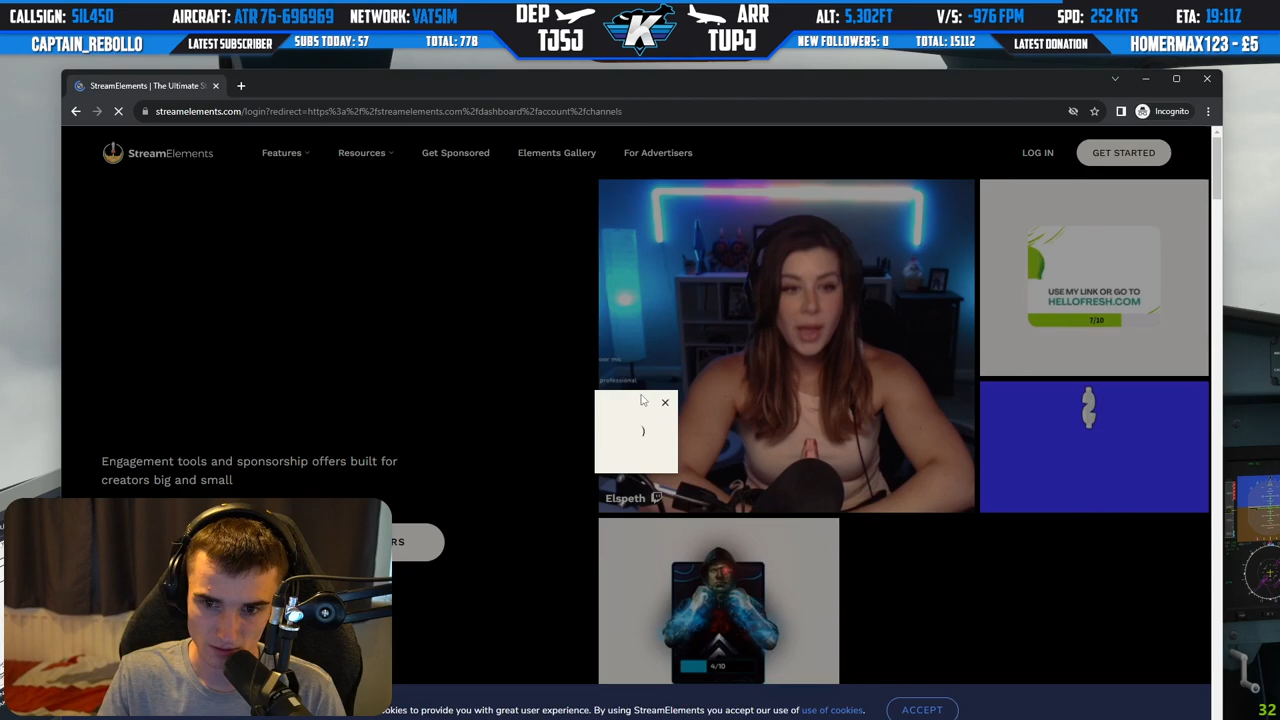 CALLSIGN: SIL450
AIRCRAFT: ATR 76-696969
NETWORK: VATSIM
DEP
ARR
ALT: 5,302FT
V/S: -976 FPM
SPD: 252 KTS
ETA: 19:11Z
CAPTAIN_REBOLLO
LATEST SUBSCRIBER
SUBS TODAY: 57
TOTAL: 778
TJSJ
K
TUPJ
NEW FOLLOWERS: 0
TOTAL: 15112
LATEST DONATION
HOMERMAX123 - £5
StreamElements | The Ultimate S
streamelements.com/login?redirect=https%3a%2f%2fstreamelements.com%2fdashboard%2faccount%2fchannels
Incognito
StreamElements
Features
Resources
Get Sponsored
Elements Gallery
For Advertisers
LOG IN
GET STARTED
USE MY LINK OR GO TO
HELLOFRESH.COM
7/10
professional
Engagement tools and sponsorship offers built for
creators big and small
Elspeth
RS
4/10
okies to provide you with great user experience. By using StreamElements you accept our use of use of cookies.
ACCEPT
32